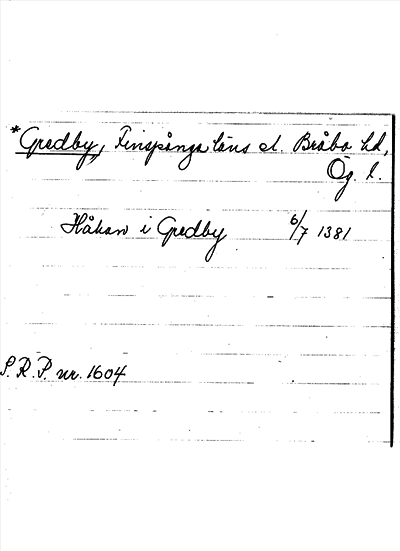 *Gredby, Finspånga läns el. Bråbo hd,
Ög. l.
Håkan i Gredby 6/7 1381
S.R.P. nr. 1604